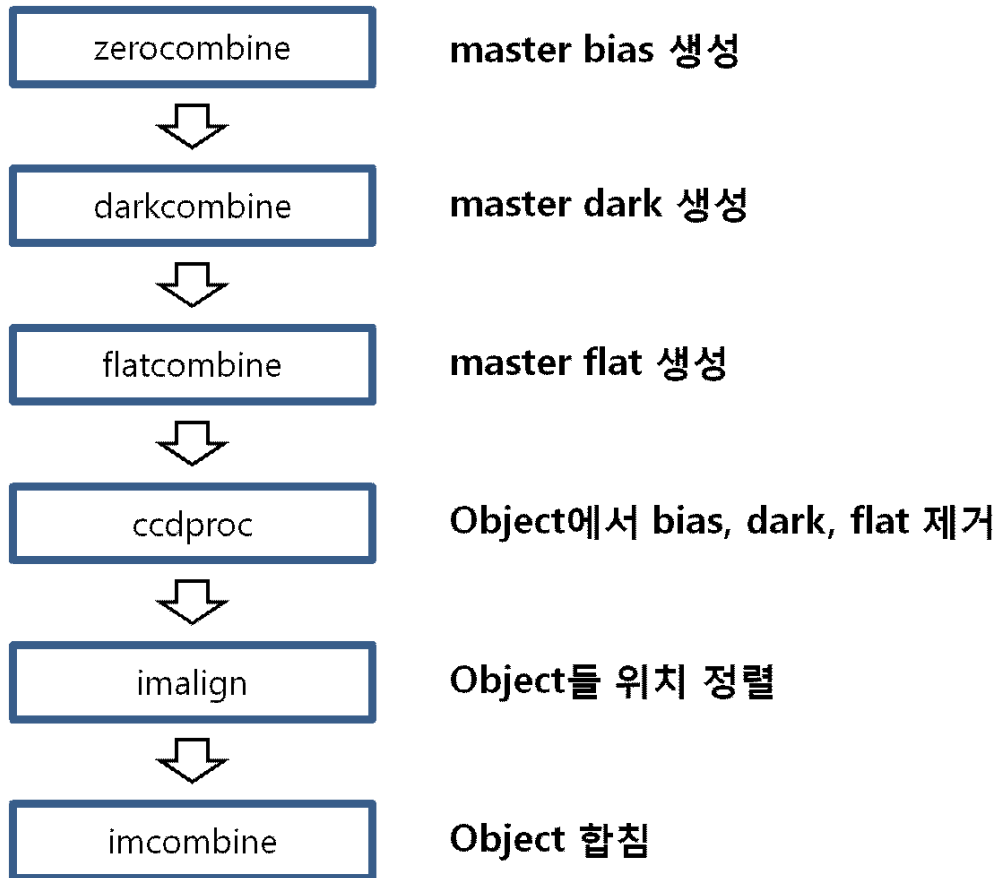 zerocombine
master bias 생성
darkcombine
master dark 생성
flatcombine
master flat 생성
ccdproc
Object에서 bias, dark, flat 제거
imalign
Object들 위치 정렬
imcombine
Object 합침